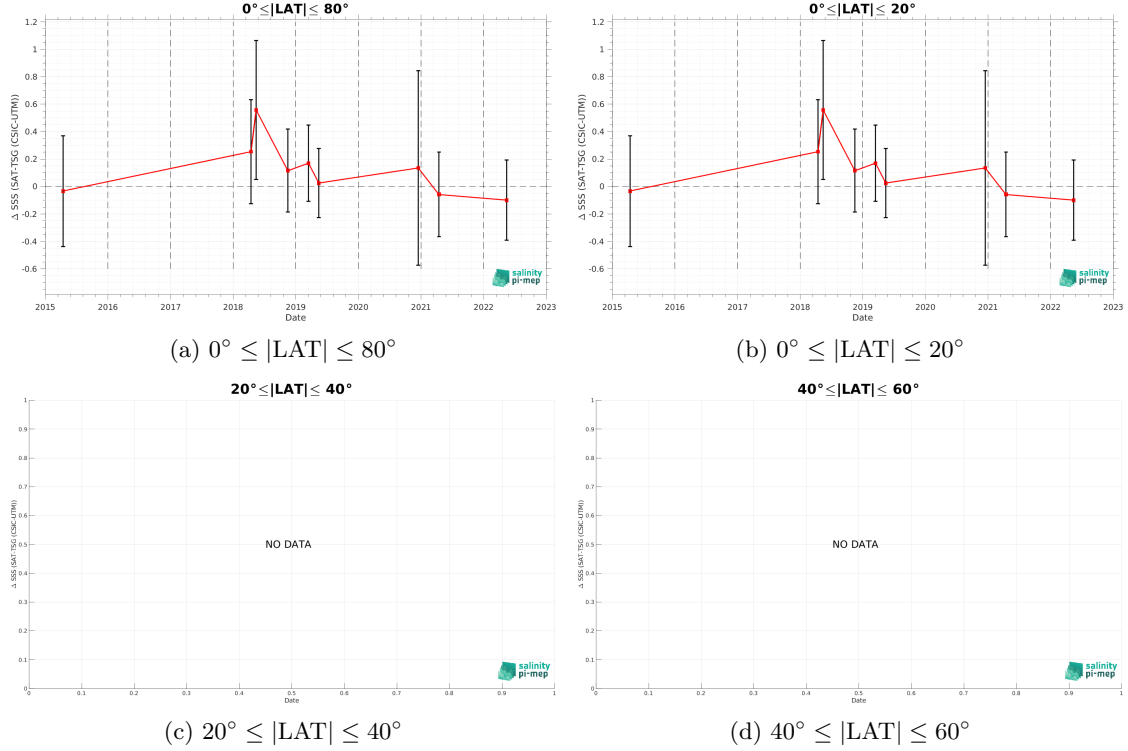 0°≤|LAT|≤ 80°
Δ SSS (SAT-TSG (CSIC-UTM))
1.2
1
0.8
0.6
0.4
0.2
0
-0.2
-0.4
-0.6
salinity
pi-mep
2015 2016 2017 2018 2019 2020 2021 2022 2023
Date
(a) 0° ≤ |LAT| ≤ 80°
0°≤|LAT|≤ 20°
Δ SSS (SAT-TSG (CSIC-UTM))
1.2
1
0.8
0.6
0.4
0.2
0
-0.2
-0.4
-0.6
salinity
pi-mep
2015 2016 2017 2018 2019 2020 2021 2022 2023
Date
(b) 0° ≤ |LAT| ≤ 20°
20°≤|LAT|≤ 40°
Δ SSS (SAT-TSG (CSIC-UTM))
1
0.9
0.8
0.7
0.6
0.5
0.4
0.3
0.2
0.1
0
NO DATA
salinity
pi-mep
0 0.1 0.2 0.3 0.4 0.5 0.6 0.7 0.8 0.9 1
Date
(c) 20° ≤ |LAT| ≤ 40°
40°≤|LAT|≤ 60°
Δ SSS (SAT-TSG (CSIC-UTM))
1
0.9
0.8
0.7
0.6
0.5
0.4
0.3
0.2
0.1
0
NO DATA
salinity
pi-mep
0 0.1 0.2 0.3 0.4 0.5 0.6 0.7 0.8 0.9 1
Date
(d) 40° ≤ |LAT| ≤ 60°